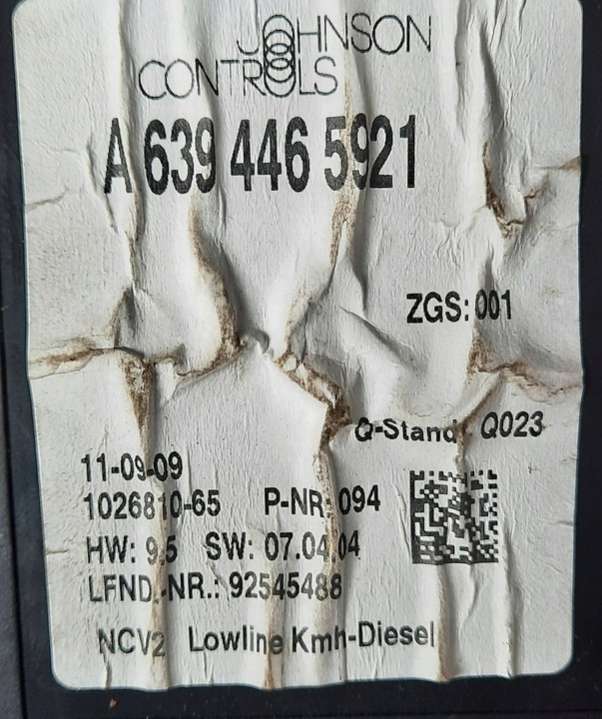 JOHNSON
CONTROLS
A 639 446 5921
ZGS: 001
Q-Stand: Q023
11-09-09
1026810-65 P-NR: 094
HW: 9.5 SW: 07.04.04
LFND.-NR.: 92545488
NCV2 Lowline Kmh-Diesel